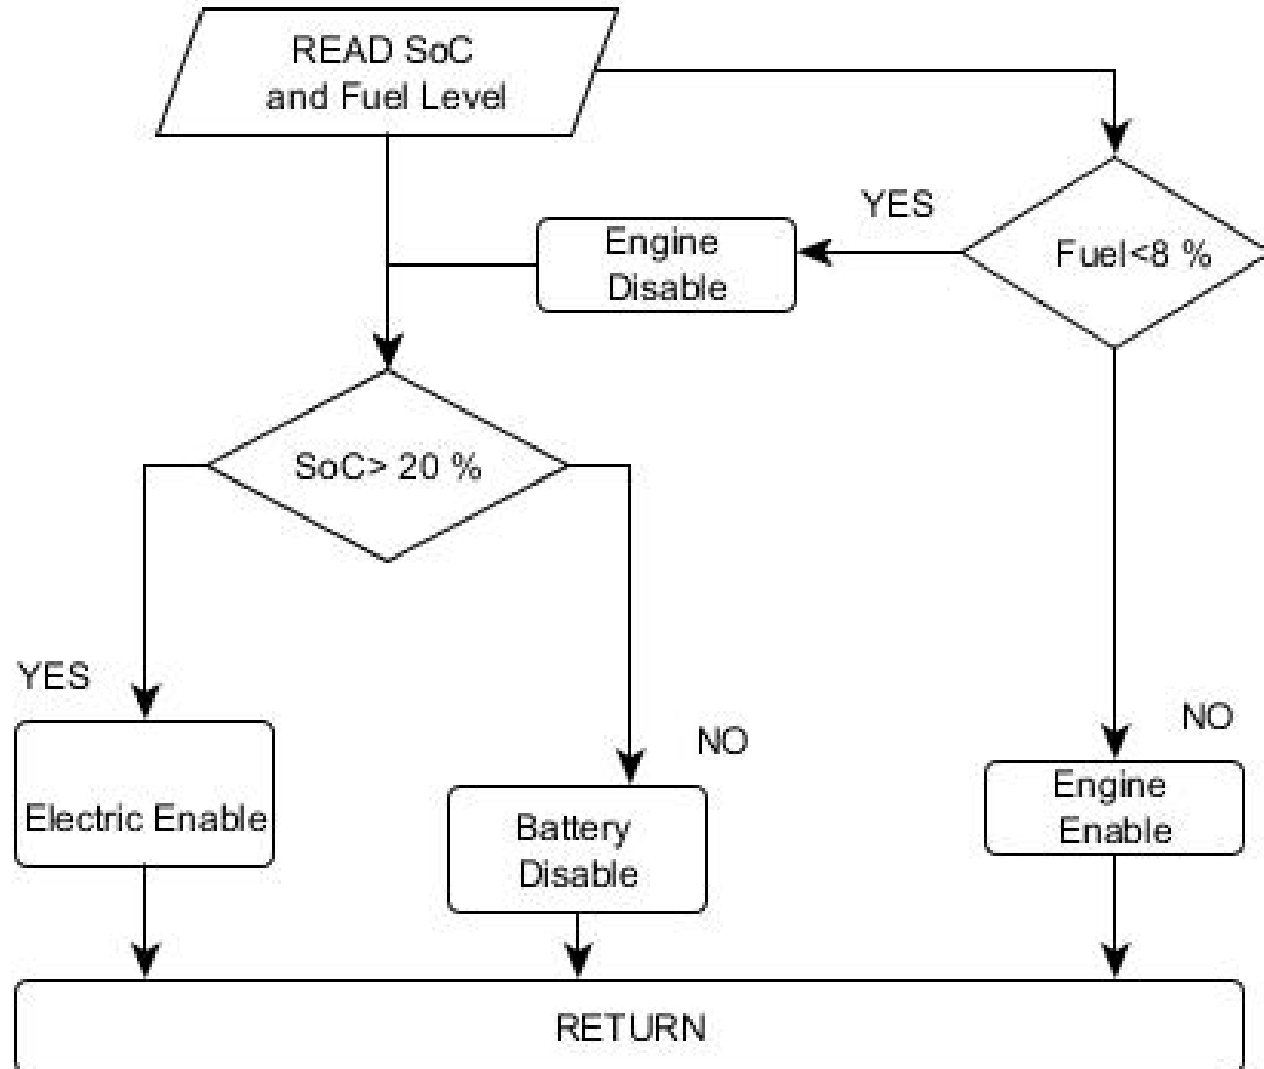 READ SoC
and Fuel Level
YES
Engine
Disable
Fuel<8 %
SoC> 20 %
YES
NO
NO
Electric Enable
Battery
Disable
Engine
Enable
RETURN